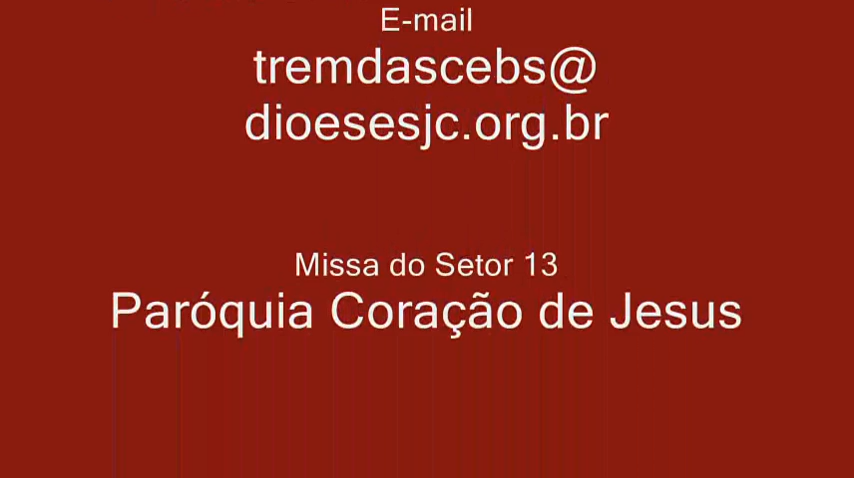 E-mail
tremdascebs@
dioesesjc.org.br
Missa do Setor 13
Paróquia Coração de Jesus